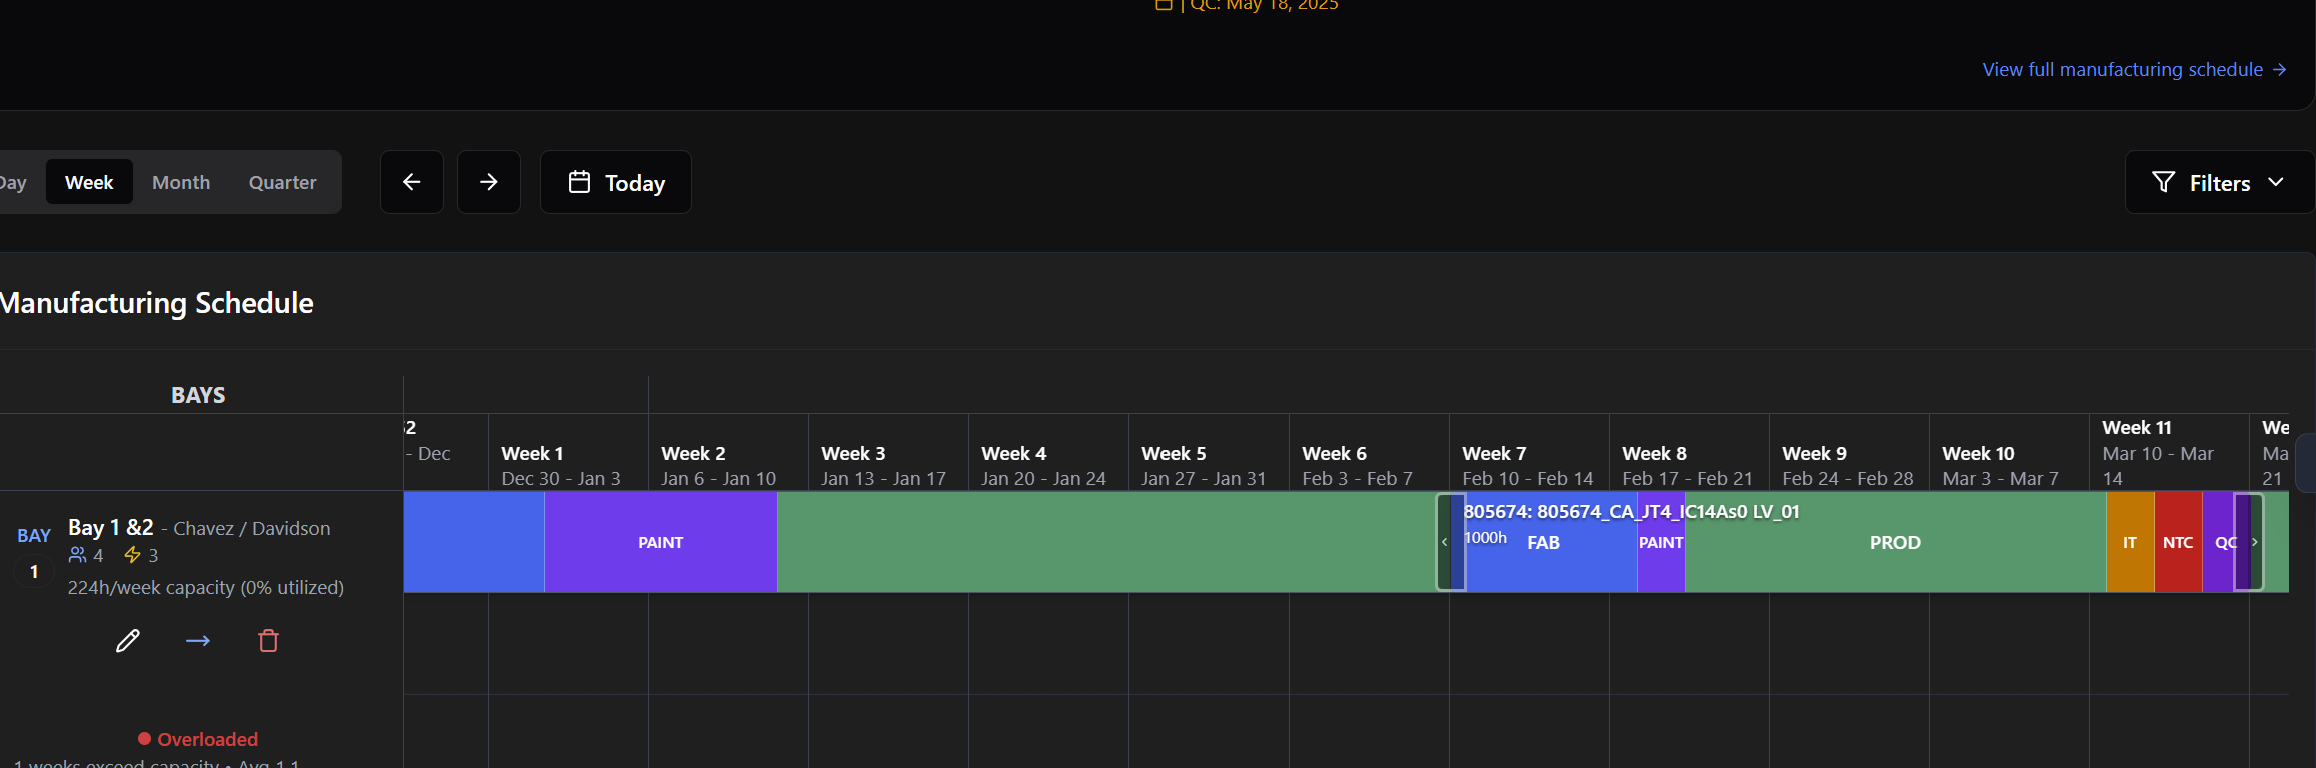 | QC: May 18, 2025
View full manufacturing schedule →
Day Week Month Quarter
Today
Filters
Manufacturing Schedule
BAYS
52
- Dec
Week 1
Dec 30 - Jan 3
Week 2
Jan 6 - Jan 10
Week 3
Jan 13 - Jan 17
Week 4
Jan 20 - Jan 24
Week 5
Jan 27 - Jan 31
Week 6
Feb 3 - Feb 7
Week 7
Feb 10 - Feb 14
Week 8
Feb 17 - Feb 21
Week 9
Feb 24 - Feb 28
Week 10
Mar 3 - Mar 7
Week 11
Mar 10 - Mar
14
We
Ma
21
BAY
1
Bay 1 &2 - Chavez / Davidson
4 3
224h/week capacity (0% utilized)
PAINT
805674: 805674_CA_JT4_IC14As0 LV_01
1000h
FAB
PAINT
PROD
IT
NTC
QC
Overloaded
1 weeks exceed capacity • Avg 1.1